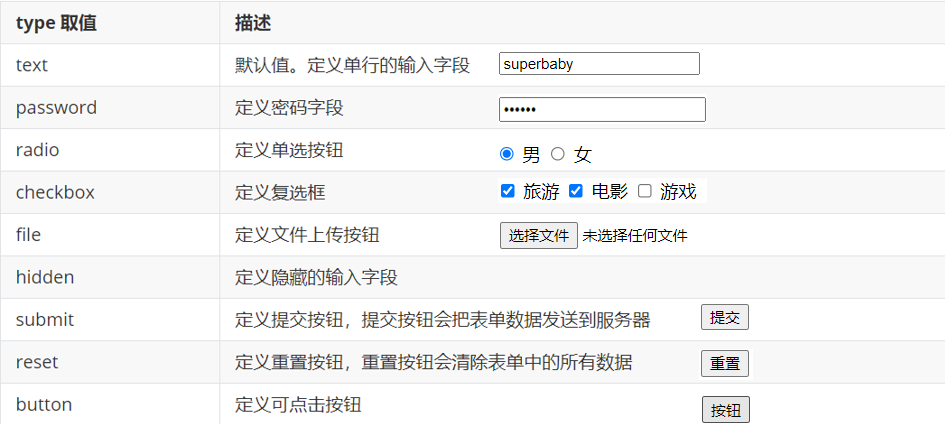 type 取值 描述
text 默认值。定义单行的输入字段 superbaby
password 定义密码字段 ••••••
radio 定义单选按钮 男 女
checkbox 定义复选框 旅游 电影 游戏
file 定义文件上传按钮 选择文件 未选择任何文件
hidden 定义隐藏的输入字段
submit 定义提交按钮，提交按钮会把表单数据发送到服务器 提交
reset 定义重置按钮，重置按钮会清除表单中的所有数据 重置
button 定义可点击按钮 按钮